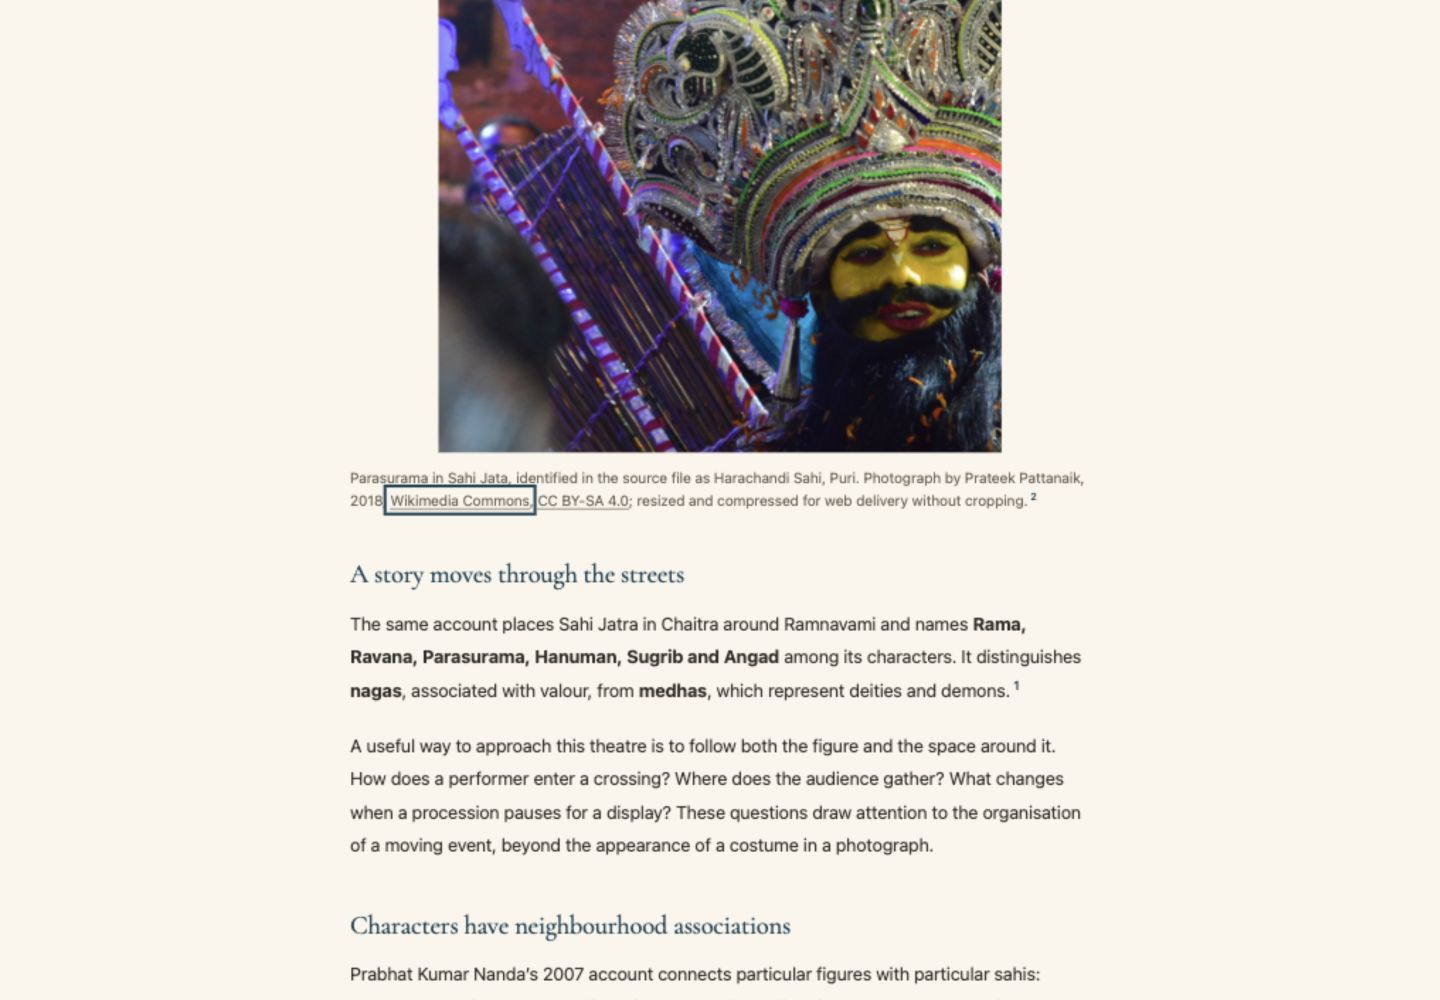 Parasurama in Sahi Jata, identified in the source file as Harachandi Sahi, Puri. Photograph by Prateek Pattanaik,
2018 Wikimedia Commons, CC BY-SA 4.0; resized and compressed for web delivery without cropping. 2
A story moves through the streets
The same account places Sahi Jatra in Chaitra around Ramnavami and names Rama,
Ravana, Parasurama, Hanuman, Sugrib and Angad among its characters. It distinguishes
nagas, associated with valour, from medhas, which represent deities and demons. 1
A useful way to approach this theatre is to follow both the figure and the space around it.
How does a performer enter a crossing? Where does the audience gather? What changes
when a procession pauses for a display? These questions draw attention to the organisation
of a moving event, beyond the appearance of a costume in a photograph.
Characters have neighbourhood associations
Prabhat Kumar Nanda’s 2007 account connects particular figures with particular sahis: